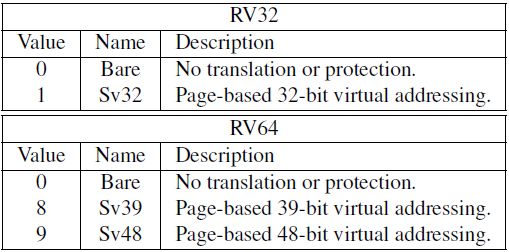 RV32
Value Name Description
0 Bare No translation or protection.
1 Sv32 Page-based 32-bit virtual addressing.
RV64
Value Name Description
0 Bare No translation or protection.
8 Sv39 Page-based 39-bit virtual addressing.
9 Sv48 Page-based 48-bit virtual addressing.